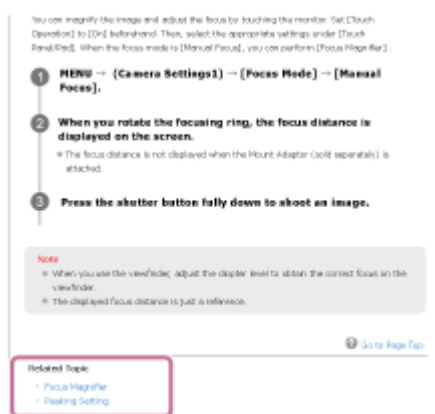 You can magnify the image and adjust the focus by touching the monitor. Set [Touch
Operation] to [On] beforehand. Then, select the appropriate settings under [Touch
Panel/Pad]. When the focus mode is [Manual Focus], you can perform [Focus Magnifier].
1 MENU → (Camera Settings1) → [Focus Mode] → [Manual
Focus].
2 When you rotate the focusing ring, the focus distance is
displayed on the screen.
The focus distance is not displayed when the Mount Adaptor (sold separately) is
attached.
3 Press the shutter button fully down to shoot an image.
Note
When you use the viewfinder, adjust the diopter level to obtain the correct focus on the
viewfinder.
The displayed focus distance is just a reference.
Go to Page Top
Related Topic
Focus Magnifier
Peaking Setting